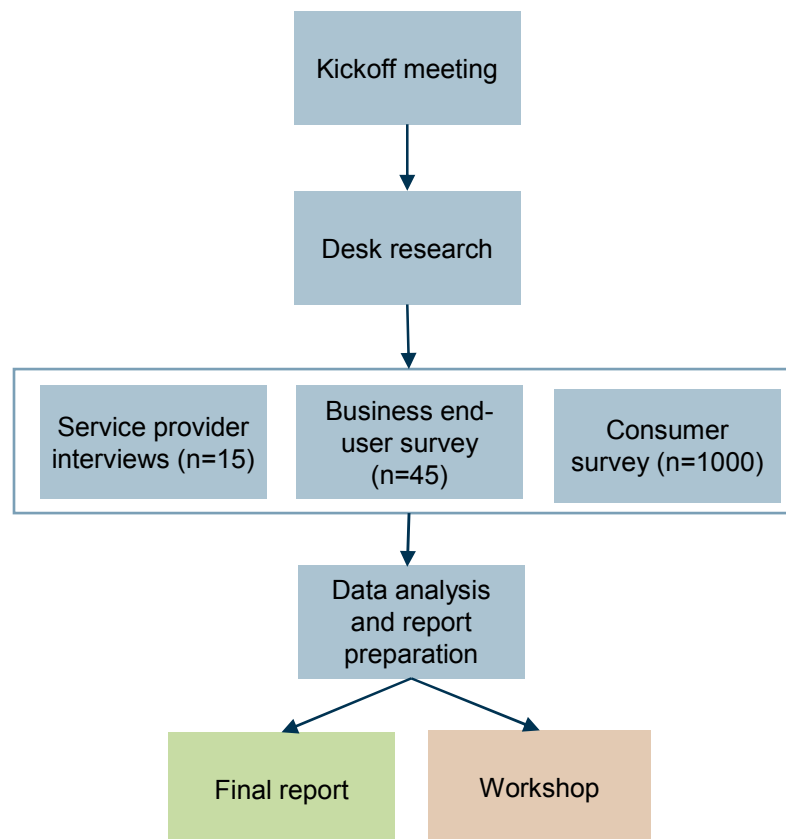 Kickoff meeting
Desk research
Service provider
interviews (n=15)
Business end-
user survey
(n=45)
Consumer
survey (n=1000)
Data analysis
and report
preparation
Final report
Workshop